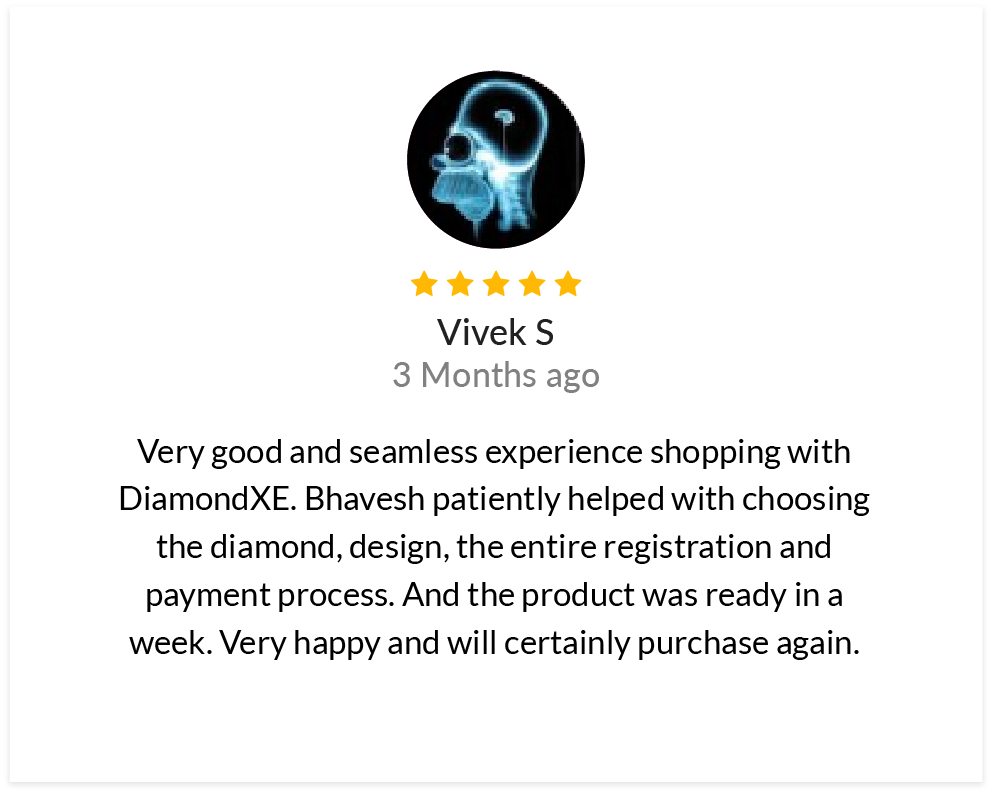 Vivek S
3 Months ago
Very good and seamless experience shopping with
DiamondXE. Bhavesh patiently helped with choosing
the diamond, design, the entire registration and
payment process. And the product was ready in a
week. Very happy and will certainly purchase again.